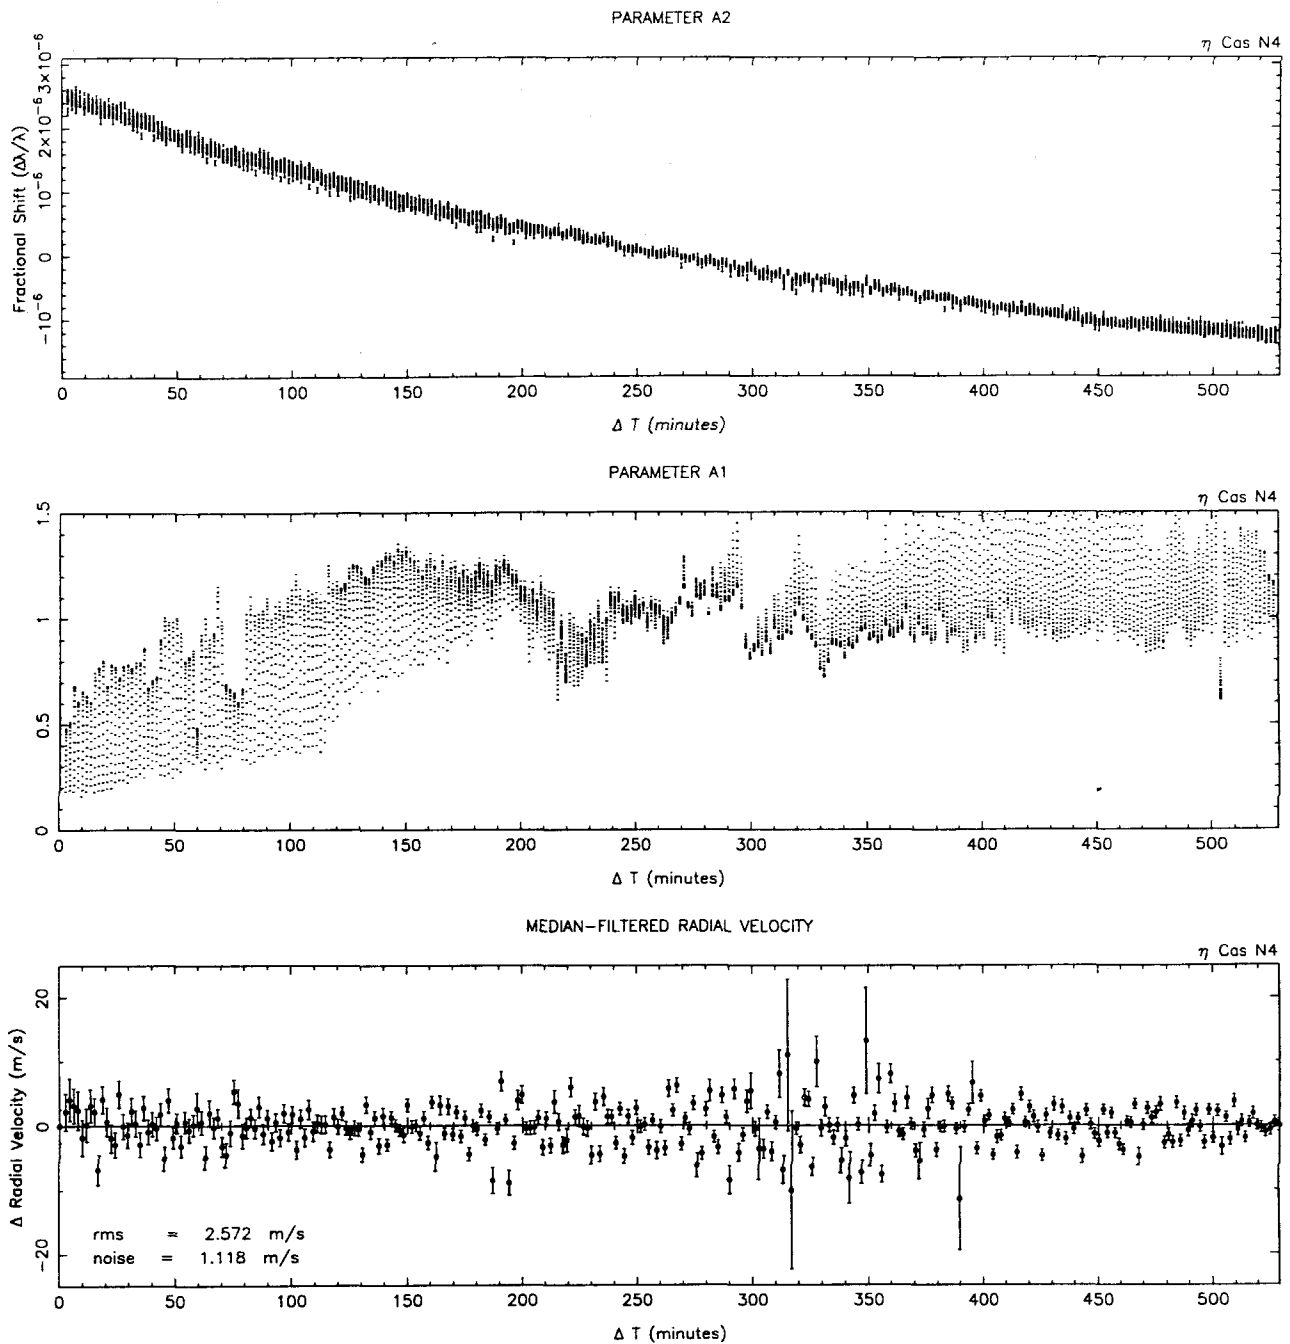 PARAMETER A2
η Cas N4
Fractional Shift (Δλ/λ)
3×10⁻⁶
2×10⁻⁶
10⁻⁶
0
−10⁻⁶
0 50 100 150 200 250 300 350 400 450 500
Δ T (minutes)
PARAMETER A1
η Cas N4
1.5
1
0.5
0
0 50 100 150 200 250 300 350 400 450 500
Δ T (minutes)
MEDIAN−FILTERED RADIAL VELOCITY
η Cas N4
Δ Radial Velocity (m/s)
20
0
−20
rms = 2.572 m/s
noise = 1.118 m/s
0 50 100 150 200 250 300 350 400 450 500
Δ T (minutes)